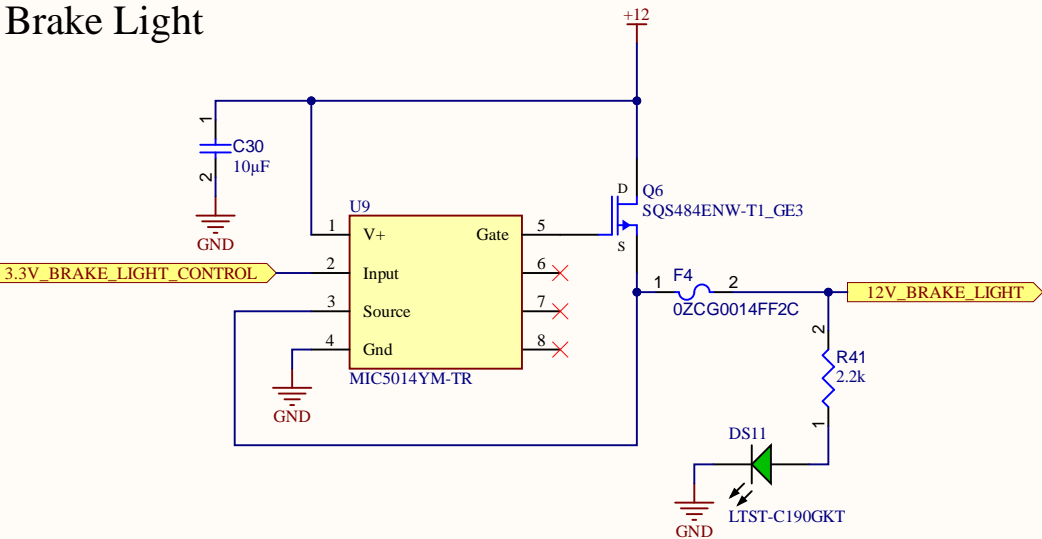 Brake Light
+12
1
C30
10µF
2
GND
U9
1 V+ Gate 5
3.3V_BRAKE_LIGHT_CONTROL
2 Input 6
3 Source 7
4 Gnd 8
MIC5014YM-TR
GND
D
Q6
SQS484ENW-T1_GE3
S
1 F4 2
0ZCG0014FF2C
12V_BRAKE_LIGHT
2
R41
2.2k
1
DS11
LTST-C190GKT
GND